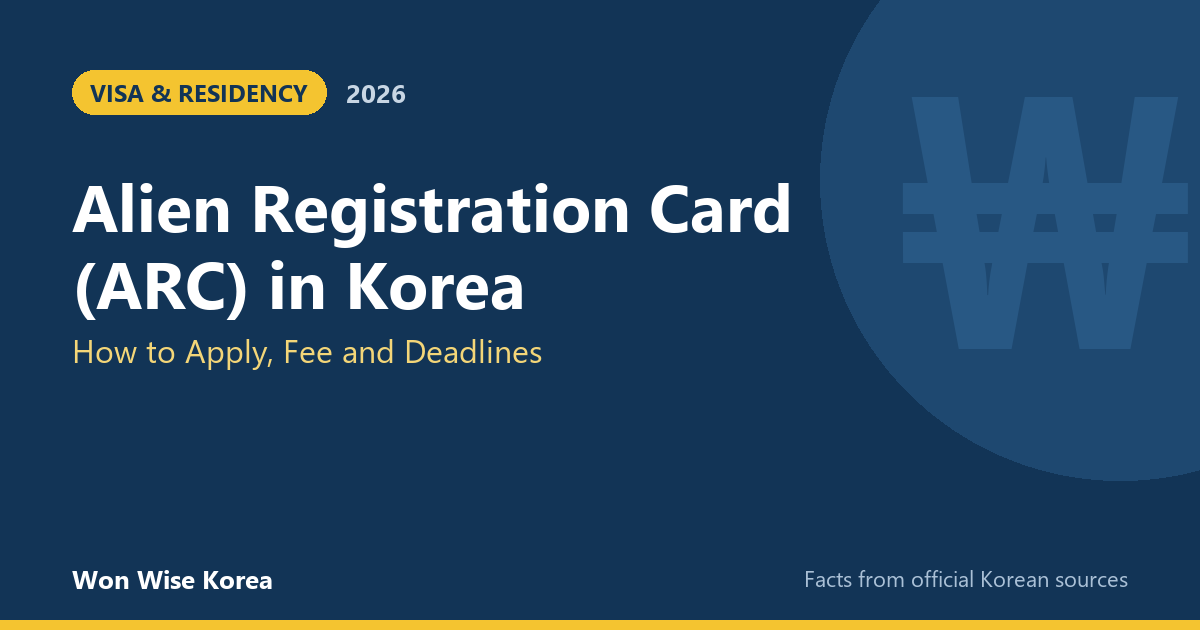 VISA & RESIDENCY 2026
Alien Registration Card
(ARC) in Korea
How to Apply, Fee and Deadlines
Won Wise Korea
Facts from official Korean sources